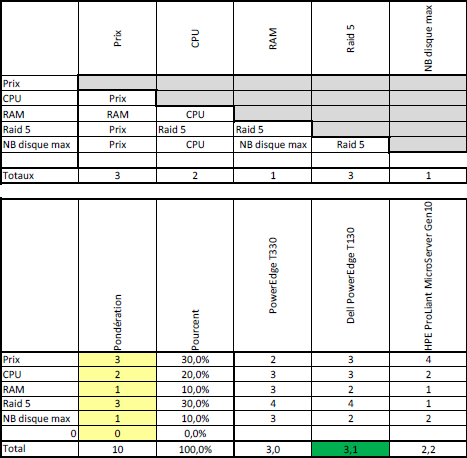 Prix CPU RAM Raid 5 NB disque max
Prix
CPU Prix
RAM RAM CPU
Raid 5 Prix Raid 5 Raid 5
NB disque max Prix CPU NB disque max Raid 5
Totaux 3 2 1 3 1
Pondération Pourcent PowerEdge T330 Dell PowerEdge T130 HPE ProLiant MicroServer Gen10
Prix 3 30,0% 2 3 4
CPU 2 20,0% 3 3 2
RAM 1 10,0% 3 2 1
Raid 5 3 30,0% 4 4 1
NB disque max 1 10,0% 3 2 2
0 0 0,0%
Total 10 100,0% 3,0 3,1 2,2